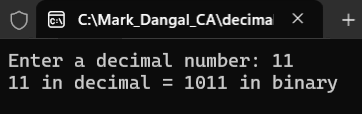 C:\Mark_Dangal_CA\decima
Enter a decimal number: 11
11 in decimal = 1011 in binary